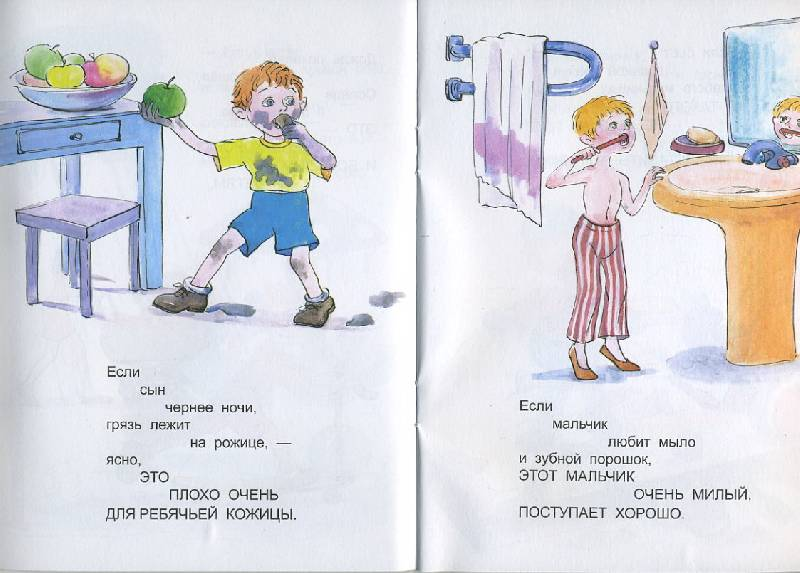 Если
сын
чернее ночи,
грязь лежит
на рожице, —
ясно,
ЭТО
ПЛОХО ОЧЕНЬ
ДЛЯ РЕБЯЧЬЕЙ КОЖИЦЫ.
Если
мальчик
любит мыло
и зубной порошок,
ЭТОТ МАЛЬЧИК
ОЧЕНЬ МИЛЫЙ.
ПОСТУПАЕТ ХОРОШО.